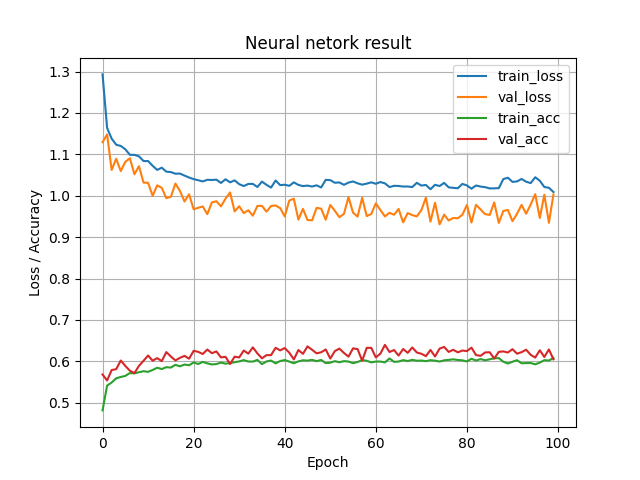 Neural netork result
train_loss
val_loss
train_acc
val_acc
1.3
1.2
1.1
1.0
0.9
0.8
0.7
0.6
0.5
Loss / Accuracy
0 20 40 60 80 100
Epoch